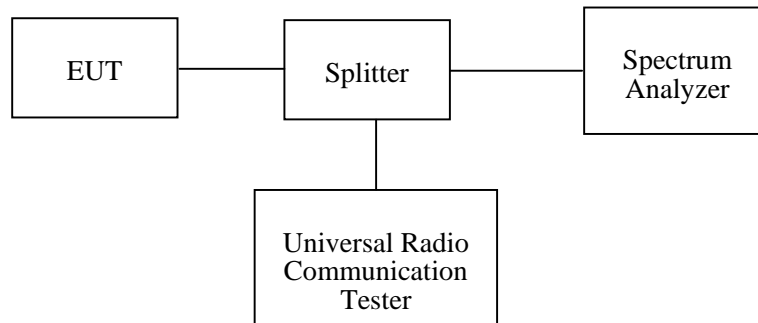 EUT
Splitter
Spectrum
Analyzer
Universal Radio
Communication
Tester